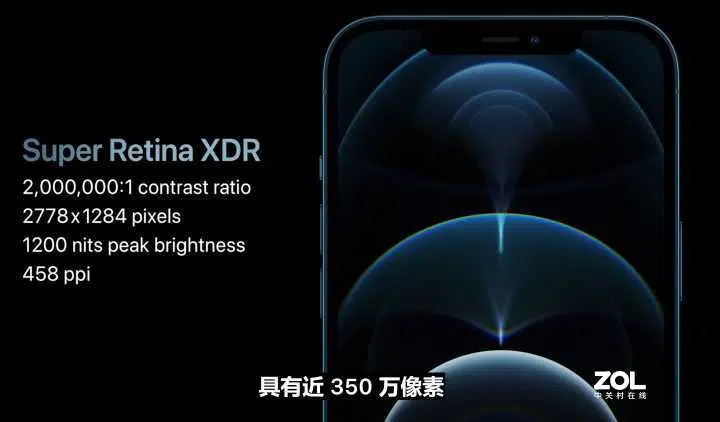 Super Retina XDR
2,000,000:1 contrast ratio
2778x1284 pixels
1200 nits peak brightness
458 ppi
具有近 350 万像素
ZOL
中关村在线